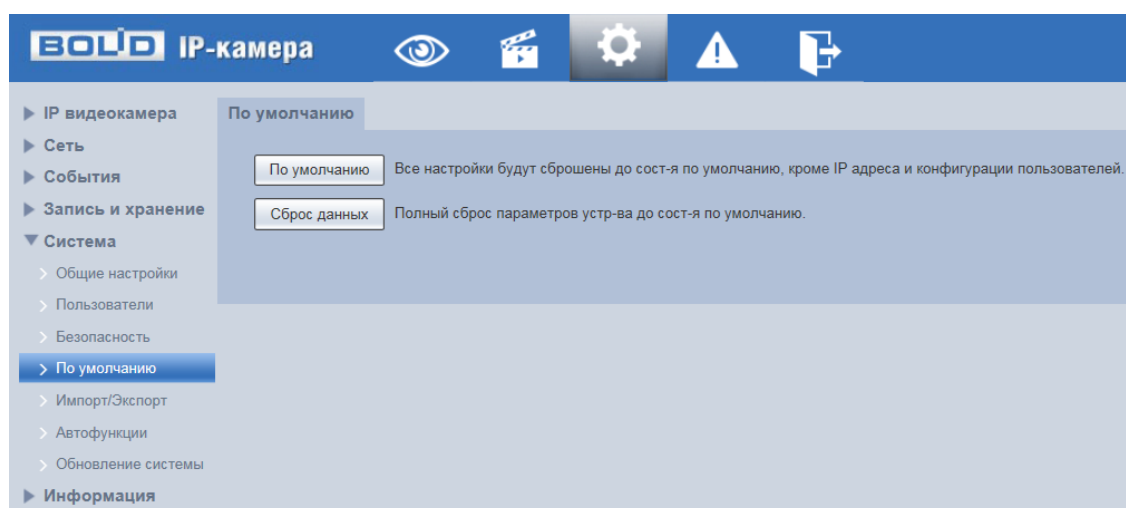 BOLID IP-камера
IP видеокамера
Сеть
События
Запись и хранение
Система
Общие настройки
Пользователи
Безопасность
По умолчанию
Импорт/Экспорт
Автофункции
Обновление системы
Информация
По умолчанию
По умолчанию Все настройки будут сброшены до сост-я по умолчанию, кроме IP адреса и конфигурации пользователей.
Сброс данных Полный сброс параметров устр-ва до сост-я по умолчанию.